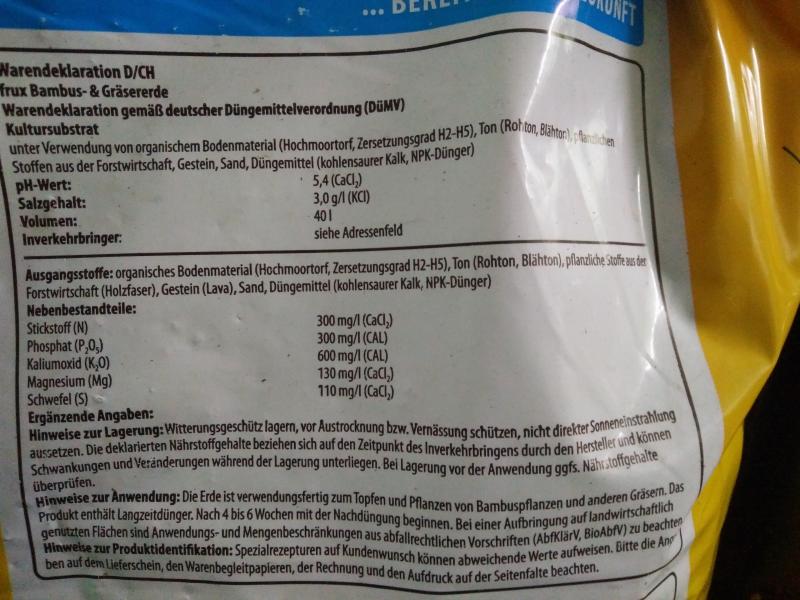 ... BEREI
ZUKUNFT
Warendeklaration D/CH
frux Bambus- & Gräsererde
Warendeklaration gemäß deutscher Düngemittelverordnung (DüMV)
Kultursubstrat
unter Verwendung von organischem Bodenmaterial (Hochmoortorf, Zersetzungsgrad H2-H5), Ton (Rohton, Blähton), pflanzlichen
Stoffen aus der Forstwirtschaft, Gestein, Sand, Düngemittel (kohlensaurer Kalk, NPK-Dünger)
pH-Wert: 5,4 (CaCl₂)
Salzgehalt: 3,0 g/l (KCl)
Volumen: 40 l
Inverkehrbringer: siehe Adressenfeld
Ausgangsstoffe: organisches Bodenmaterial (Hochmoortorf, Zersetzungsgrad H2-H5), Ton (Rohton, Blähton), pflanzliche Stoffe aus der
Forstwirtschaft (Holzfaser), Gestein (Lava), Sand, Düngemittel (kohlensaurer Kalk, NPK-Dünger)
Nebenbestandteile:
Stickstoff (N) 300 mg/l (CaCl₂)
Phosphat (P₂O₅) 300 mg/l (CAL)
Kaliumoxid (K₂O) 600 mg/l (CAL)
Magnesium (Mg) 130 mg/l (CaCl₂)
Schwefel (S) 110 mg/l (CaCl₂)
Ergänzende Angaben:
Hinweise zur Lagerung: Witterungsgeschütz lagern, vor Austrocknung bzw. Vernässung schützen, nicht direkter Sonneneinstrahlung
aussetzen. Die deklarierten Nährstoffgehalte beziehen sich auf den Zeitpunkt des Inverkehrbringens durch den Hersteller und können
Schwankungen und Veränderungen während der Lagerung unterliegen. Bei Lagerung vor der Anwendung ggfs. Nährstoffgehalte
überprüfen.
Hinweise zur Anwendung: Die Erde ist verwendungsfertig zum Topfen und Pflanzen von Bambuspflanzen und anderen Gräsern. Das
Produkt enthält Langzeitdünger. Nach 4 bis 6 Wochen mit der Nachdüngung beginnen. Bei einer Aufbringung auf landwirtschaftlich
genutzten Flächen sind Anwendungs- und Mengenbeschränkungen aus abfallrechtlichen Vorschriften (AbfKlärV, BioAbfV) zu beachten
Hinweise zur Produktidentifikation: Spezialrezepturen auf Kundenwunsch können abweichende Werte aufweisen. Bitte die Anga
ben auf dem Lieferschein, den Warenbegleitpapieren, der Rechnung und den Aufdruck auf der Seitenfalte beachten.